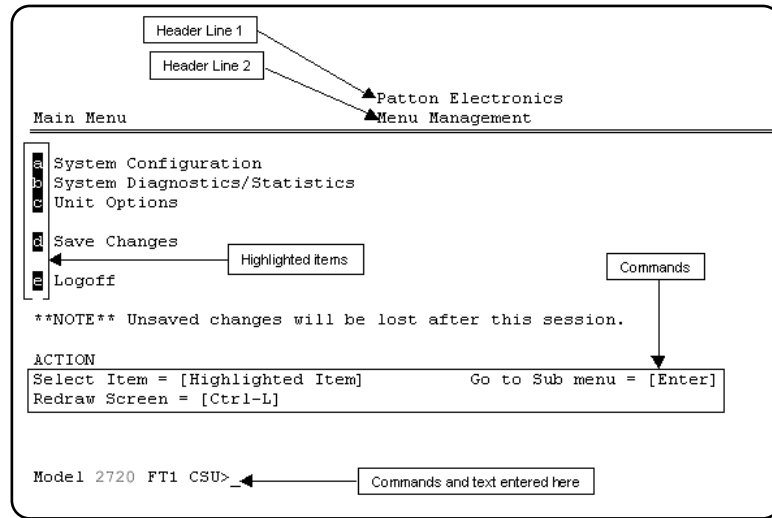 Header Line 1
Header Line 2
Patton Electronics
Main Menu Menu Management
a System Configuration
b System Diagnostics/Statistics
c Unit Options
d Save Changes
Highlighted items
Commands
e Logoff
**NOTE** Unsaved changes will be lost after this session.
ACTION
Select Item = [Highlighted Item] Go to Sub menu = [Enter]
Redraw Screen = [Ctrl-L]
Model 2720 FT1 CSU>_
Commands and text entered here